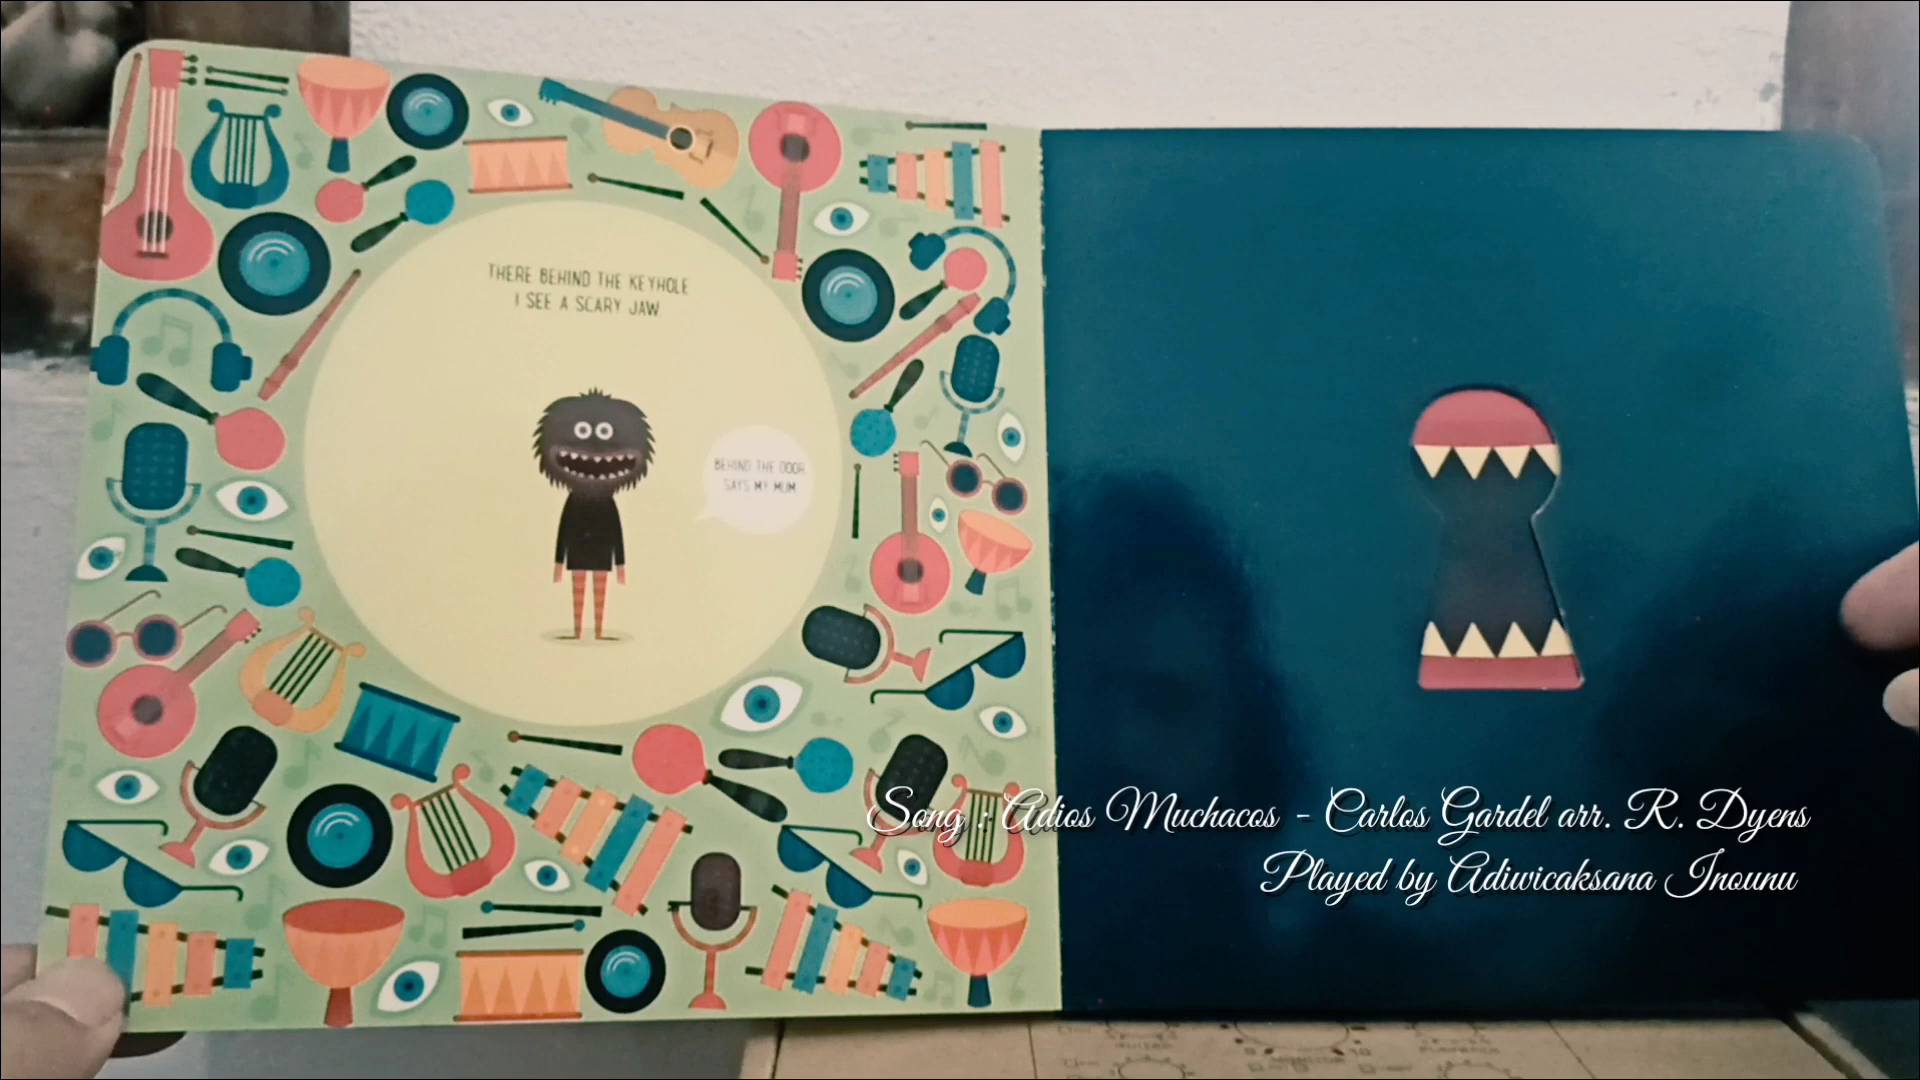 THERE BEHIND THE KEYHOLE
I SEE A SCARY JAW.
BEHIND THE DOOR
SAYS MY MUM
Song : Adios Muchacos - Carlos Gardel arr. R. Dyens
Played by Adiwicaksana Inounu
MONITOR